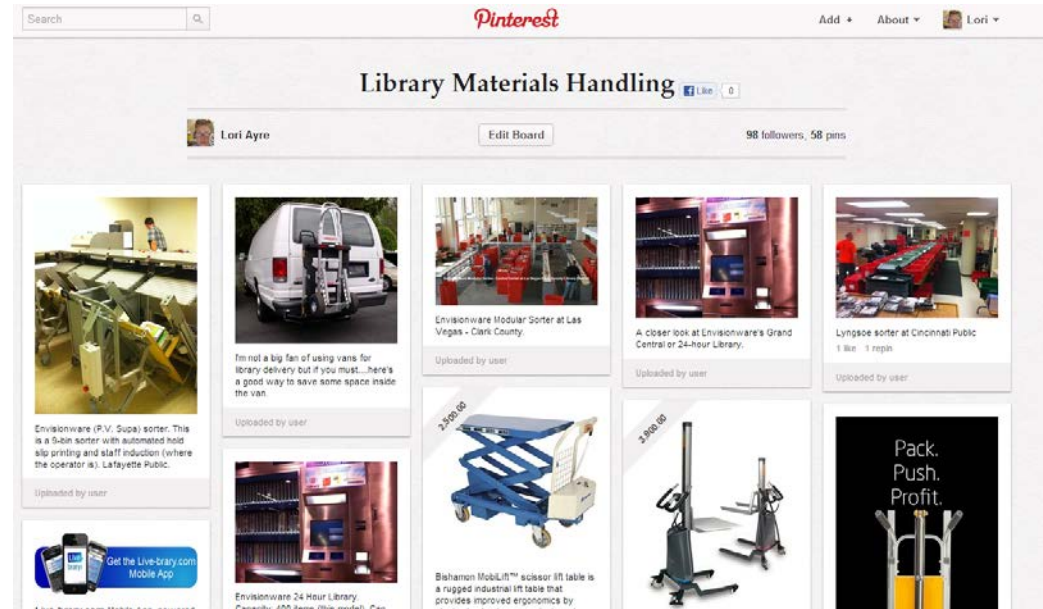 Search
Pinterest
Add +
About
Lori
Library Materials Handling
Like
0
Lori Ayre
Edit Board
98 followers, 58 pins
Envisionware (P.V. Supa) sorter. This
is a 9-bin sorter with automated hold
slip printing and staff induction (where
the operator is). Lafayette Public.
Uploaded by user
Get the Live-brary.com
Mobile App
I'm not a big fan of using vans for
library delivery but if you must....here's
a good way to save some space inside
the van.
Uploaded by user
Envisionware 24 Hour Library.
Capacity: 400 items (this model). Can
Envisionware Modular Sorter at Las
Vegas - Clark County.
Uploaded by user
2,500.00
Bishamon MobiLift™ scissor lift table is
a rugged industrial lift table that
provides improved ergonomics by
A closer look at Envisionware's Grand
Central or 24-hour Library.
Uploaded by user
3,900.00
Lyngsoe sorter at Cincinnati Public
1 like 1 repin
Uploaded by user
Pack.
Push.
Profit.